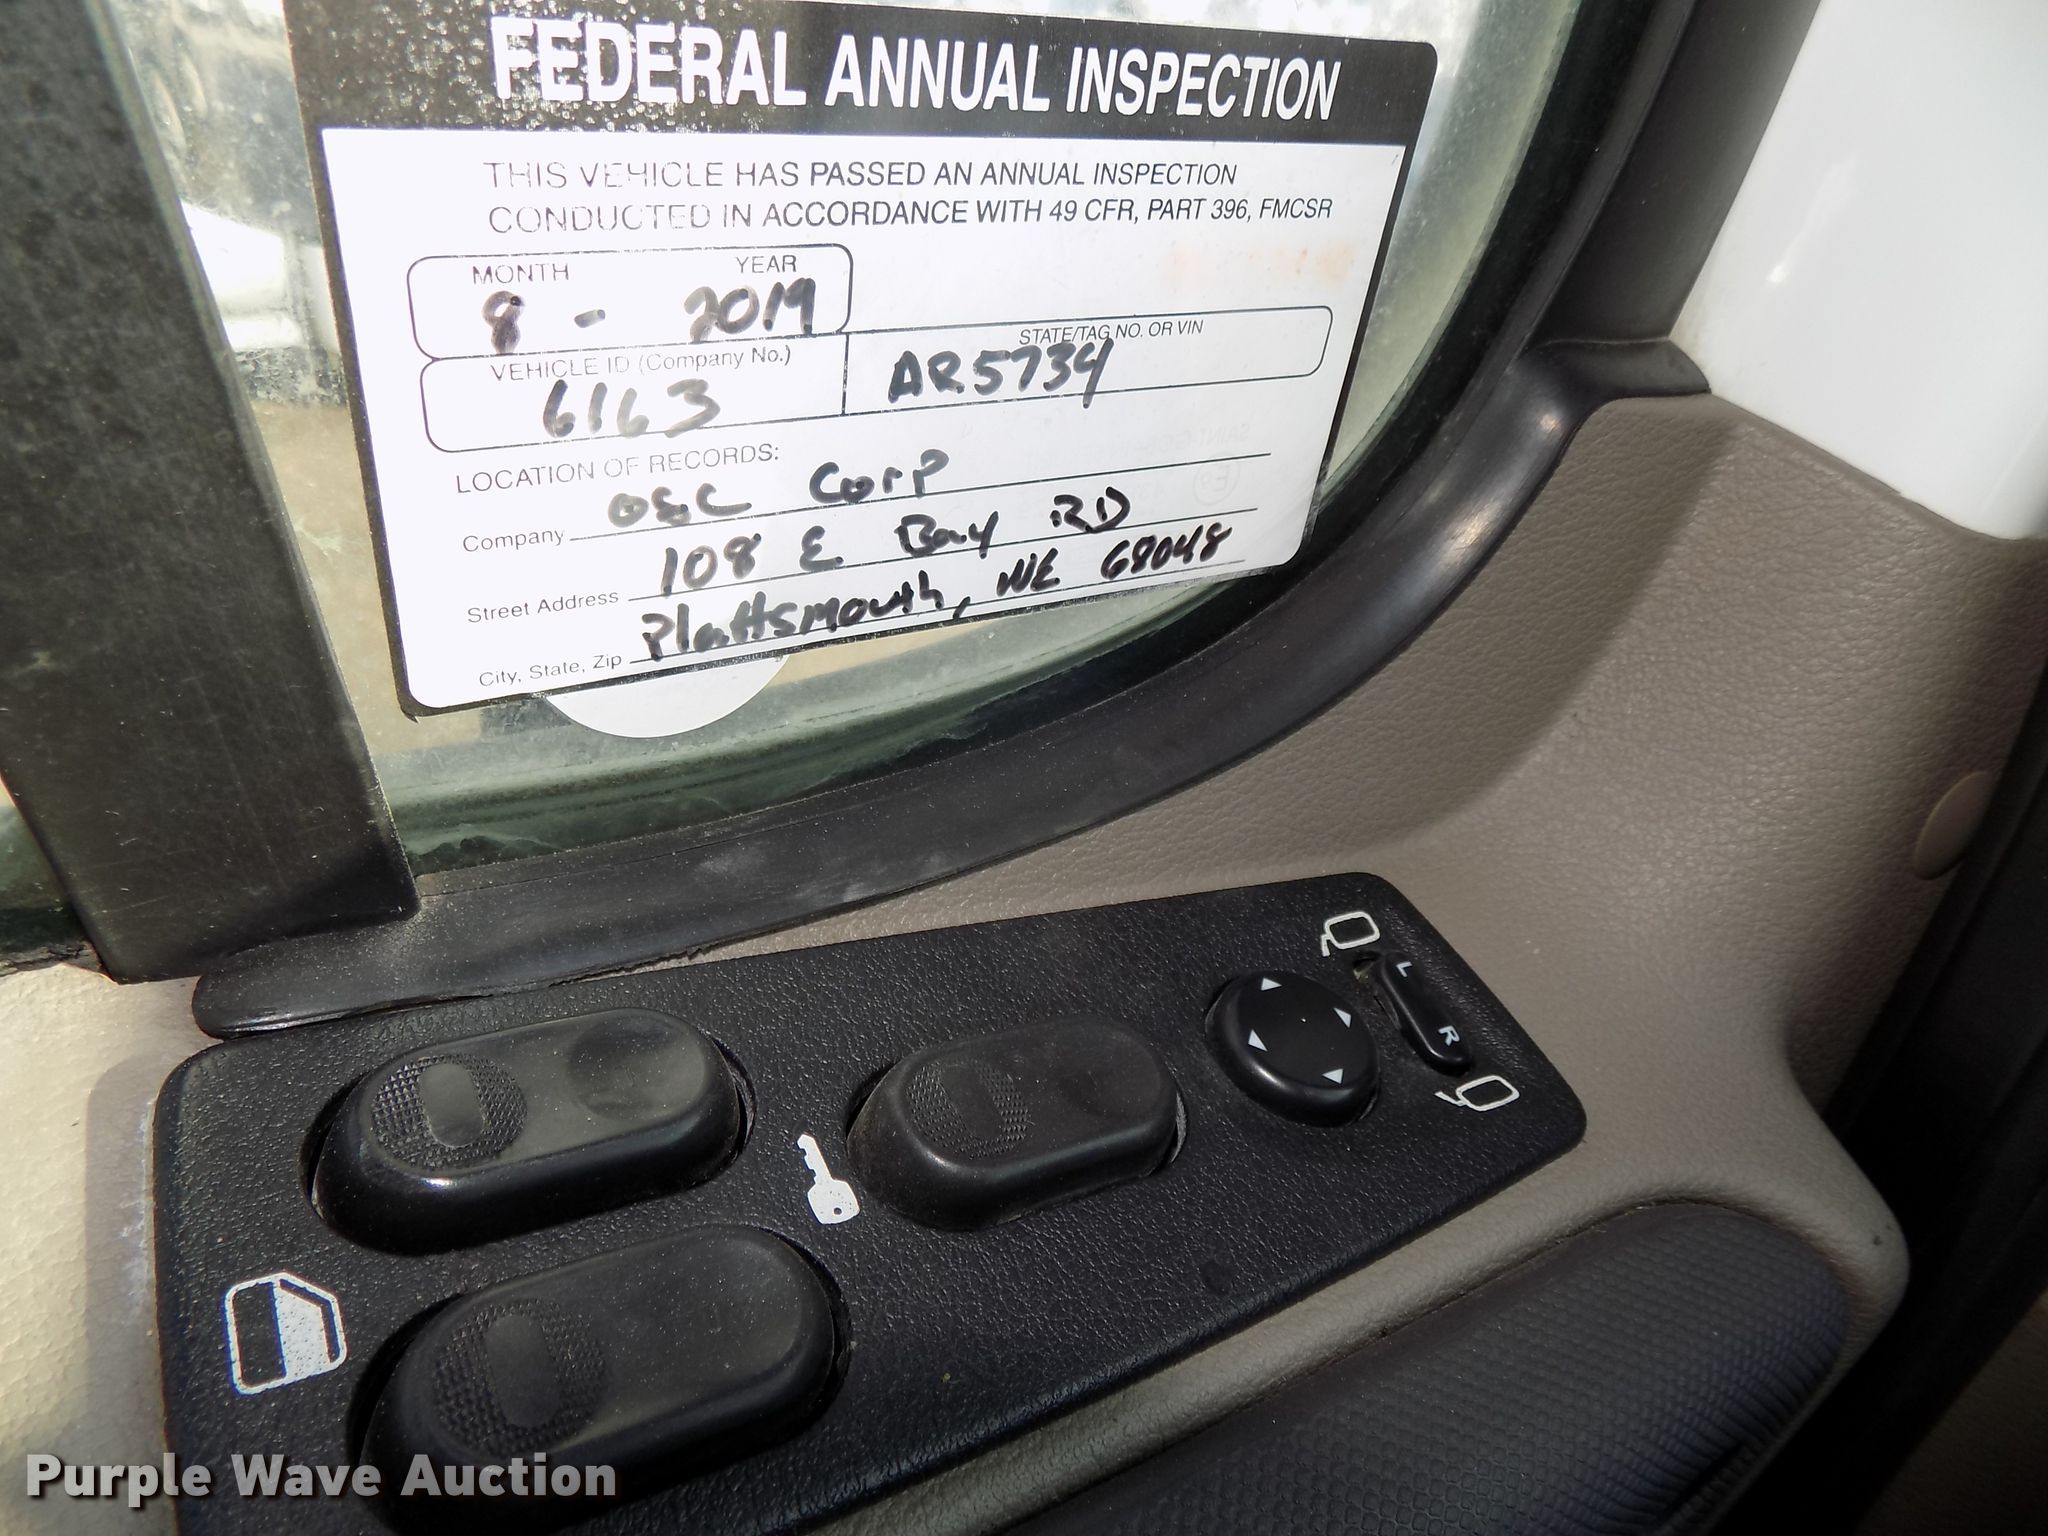 FEDERAL ANNUAL INSPECTION
THIS VEHICLE HAS PASSED AN ANNUAL INSPECTION
CONDUCTED IN ACCORDANCE WITH 49 CFR, PART 396, FMCSR
MONTH YEAR
8 - 2019
STATE/TAG NO. OR VIN
VEHICLE ID (Company No.)
6163 AR5734
LOCATION OF RECORDS:
Company O&C Corp
Street Address 108 E Bay RD
City, State, Zip Plattsmouth, NE 68048
L
R
Purple Wave Auction